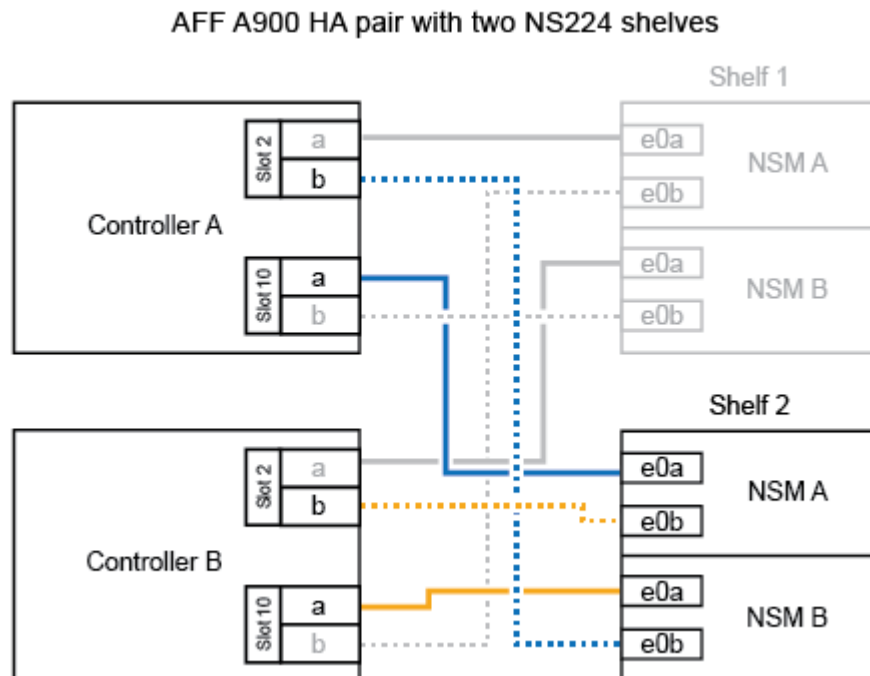 AFF A900 HA pair with two NS224 shelves
Shelf 1
Slot 2
a
b
Controller A
Slot 10
a
b
e0a
e0b
NSM A
e0a
e0b
NSM B
Shelf 2
Slot 2
a
b
Controller B
Slot 10
a
b
e0a
e0b
NSM A
e0a
e0b
NSM B